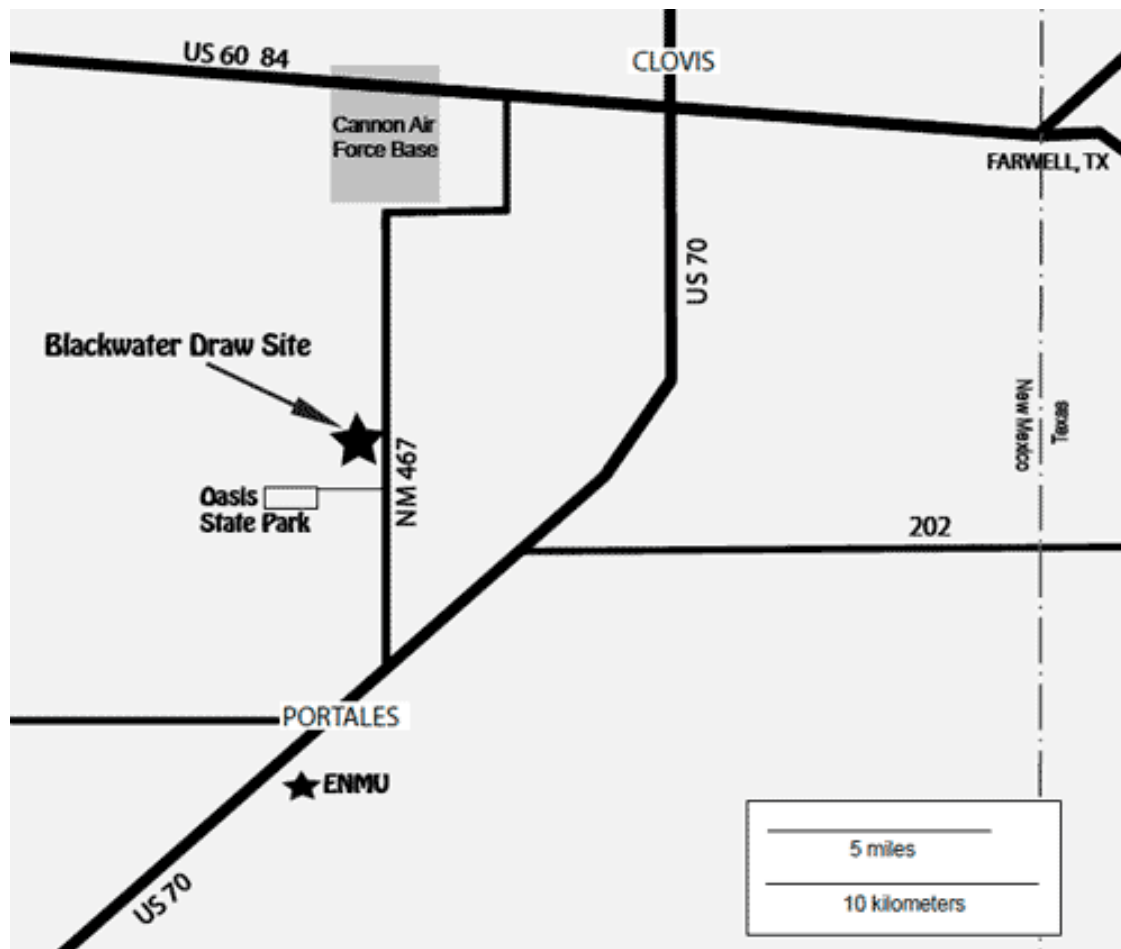 US 60 84
CLOVIS
Cannon Air
Force Base
FARWELL, TX
US 70
Blackwater Draw Site
New Mexico
Texas
NM 467
Oasis
State Park
202
PORTALES
ENMU
US 70
5 miles
10 kilometers